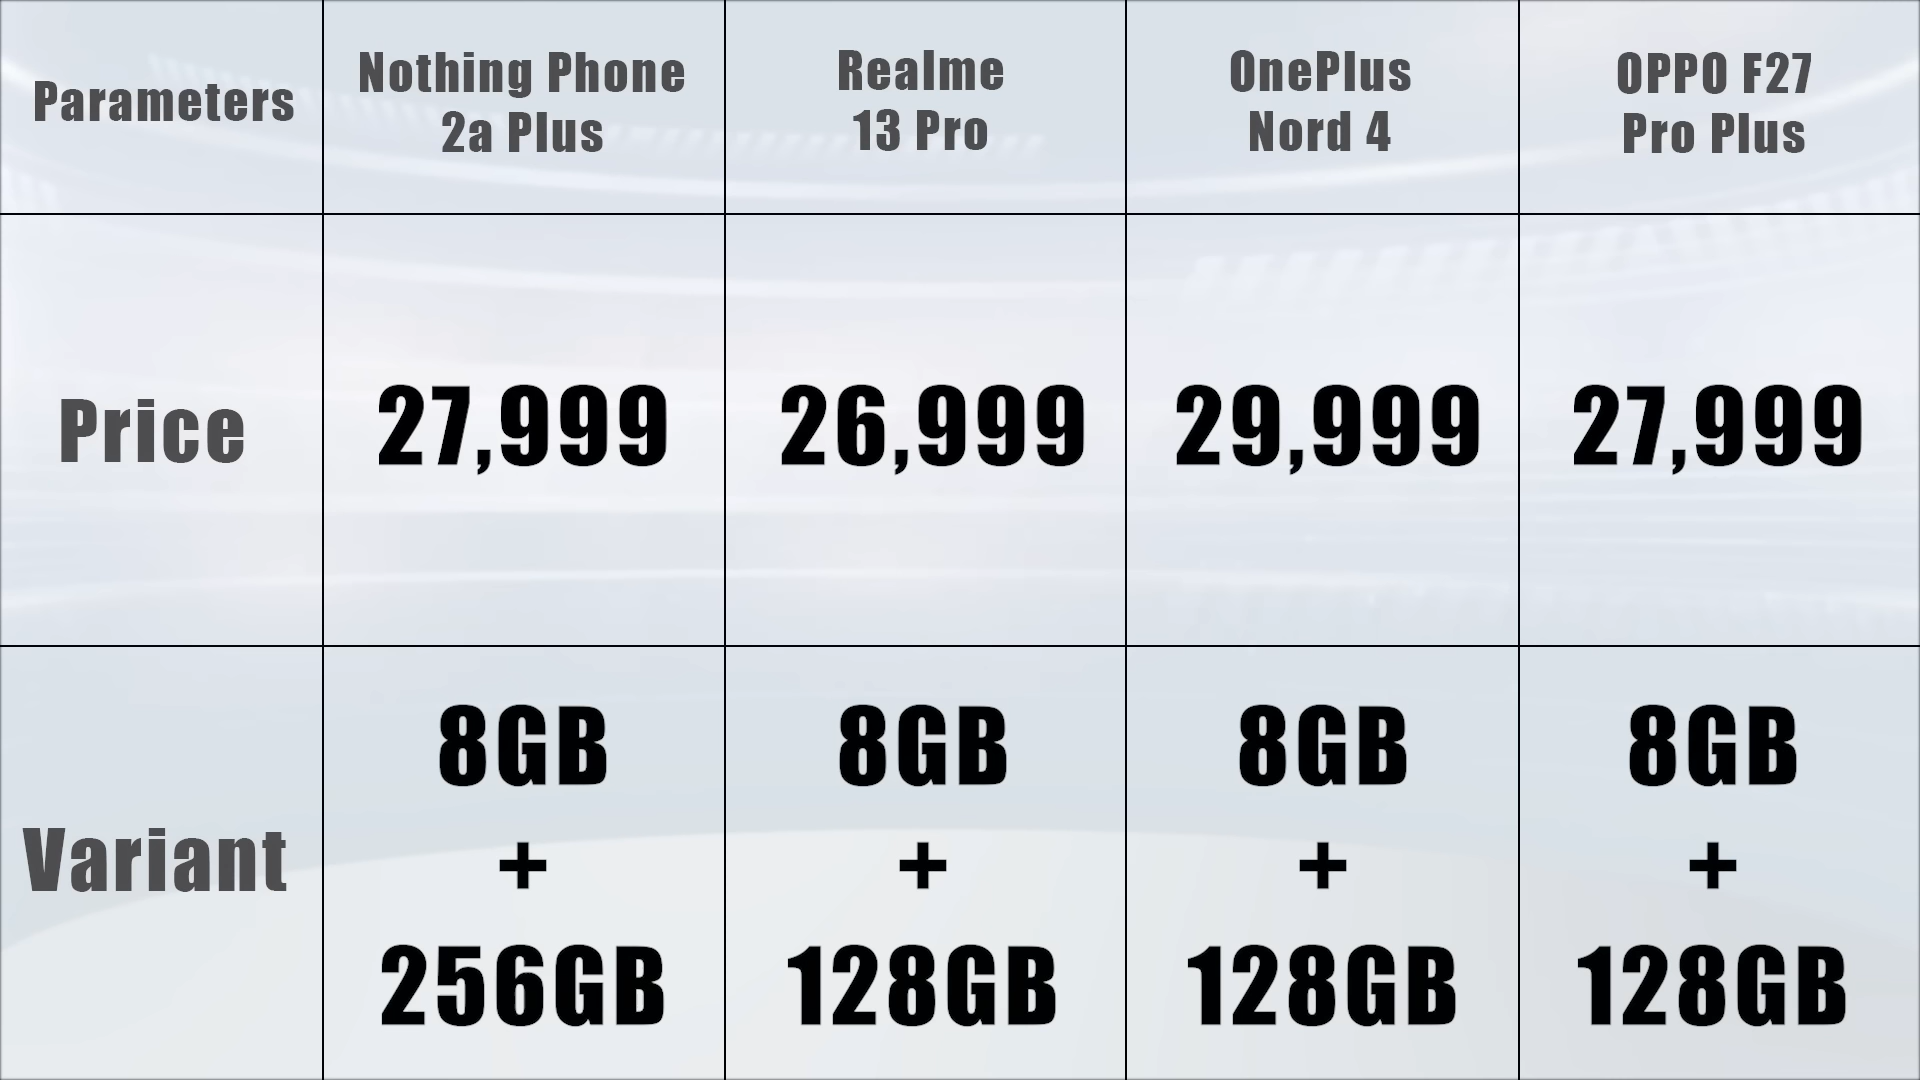 Parameters
Nothing Phone
2a Plus
Realme
13 Pro
OnePlus
Nord 4
OPPO F27
Pro Plus
Price
27,999
26,999
29,999
27,999
Variant
8GB
+
256GB
8GB
+
128GB
8GB
+
128GB
8GB
+
128GB